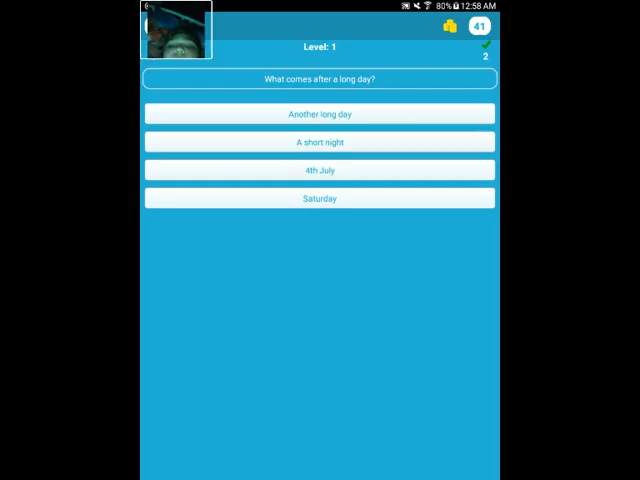 80% 12:58 AM
41
Level: 1
2
What comes after a long day?
Another long day
A short night
4th July
Saturday